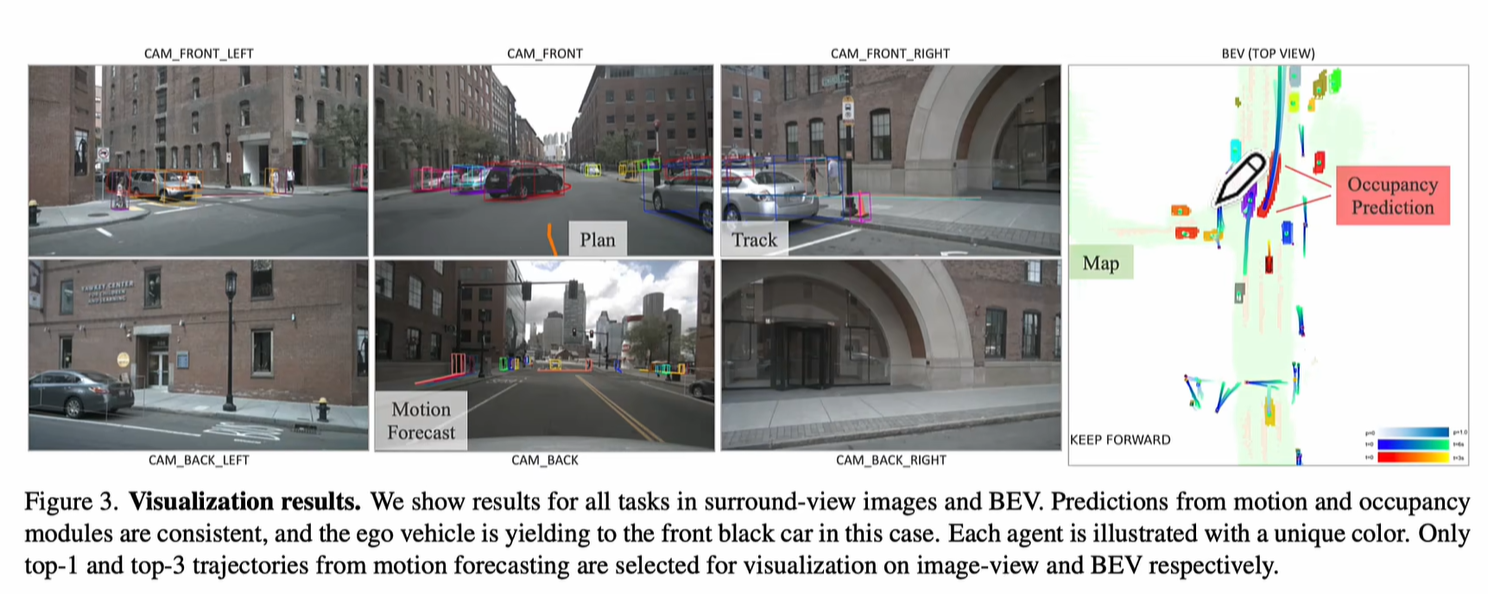 CAM_FRONT_LEFT
CAM_FRONT
CAM_FRONT_RIGHT
BEV (TOP VIEW)
Plan
Track
Occupancy
Prediction
Map
Motion
Forecast
KEEP FORWARD
CAM_BACK_LEFT
CAM_BACK
CAM_BACK_RIGHT
Figure 3. Visualization results. We show results for all tasks in surround-view images and BEV. Predictions from motion and occupancy
modules are consistent, and the ego vehicle is yielding to the front black car in this case. Each agent is illustrated with a unique color. Only
top-1 and top-3 trajectories from motion forecasting are selected for visualization on image-view and BEV respectively.